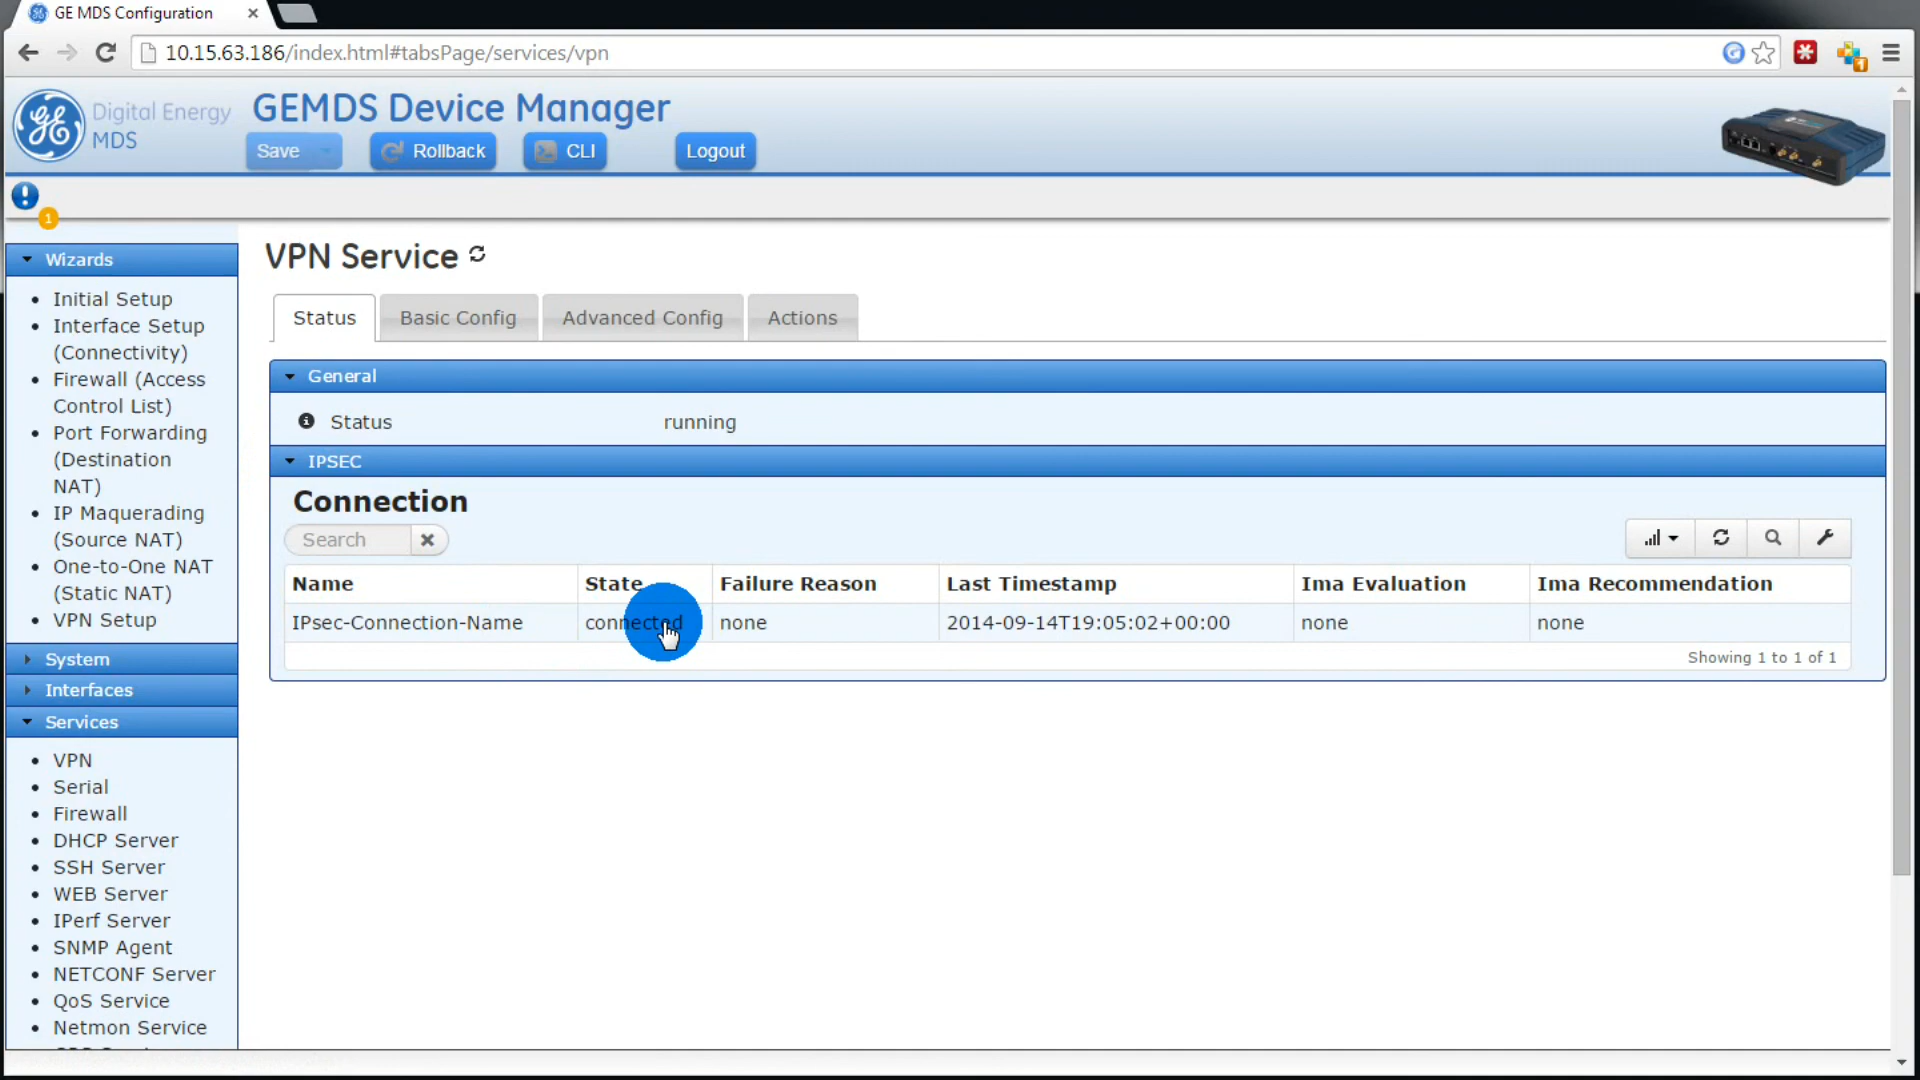 GE MDS Configuration
10.15.63.186/index.html#tabsPage/services/vpn
1
Digital Energy
MDS
GEMDS Device Manager
Save
Rollback
CLI
Logout
1
Wizards
Initial Setup
Interface Setup
(Connectivity)
Firewall (Access
Control List)
Port Forwarding
(Destination
NAT)
IP Maquerading
(Source NAT)
One-to-One NAT
(Static NAT)
VPN Setup
System
Interfaces
Services
VPN
Serial
Firewall
DHCP Server
SSH Server
WEB Server
IPerf Server
SNMP Agent
NETCONF Server
QoS Service
Netmon Service
VPN Service
Status Basic Config Advanced Config Actions
General
Status running
IPSEC
Connection
Search
Name State Failure Reason Last Timestamp Ima Evaluation Ima Recommendation
IPsec-Connection-Name connected none 2014-09-14T19:05:02+00:00 none none
Showing 1 to 1 of 1